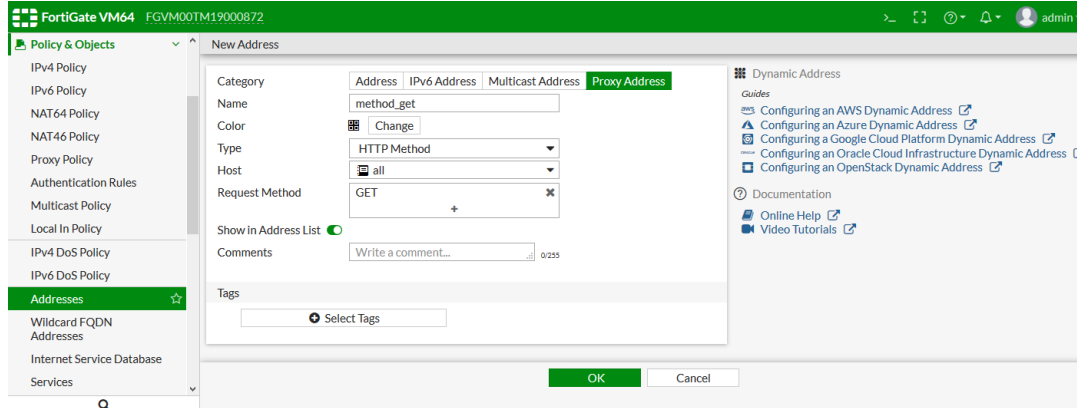 FortiGate VM64 FGVM00TM19000872
>_ admin
Policy & Objects
IPv4 Policy
IPv6 Policy
NAT64 Policy
NAT46 Policy
Proxy Policy
Authentication Rules
Multicast Policy
Local In Policy
IPv4 DoS Policy
IPv6 DoS Policy
Addresses
Wildcard FQDN
Addresses
Internet Service Database
Services
New Address
Category Address IPv6 Address Multicast Address Proxy Address
Name method_get
Color Change
Type HTTP Method
Host all
Request Method GET
+
Show in Address List
Comments Write a comment... 0/255
Tags
Select Tags
OK Cancel
Dynamic Address
Guides
aws Configuring an AWS Dynamic Address
Configuring an Azure Dynamic Address
Configuring a Google Cloud Platform Dynamic Address
Configuring an Oracle Cloud Infrastructure Dynamic Address
Configuring an OpenStack Dynamic Address
Documentation
Online Help
Video Tutorials